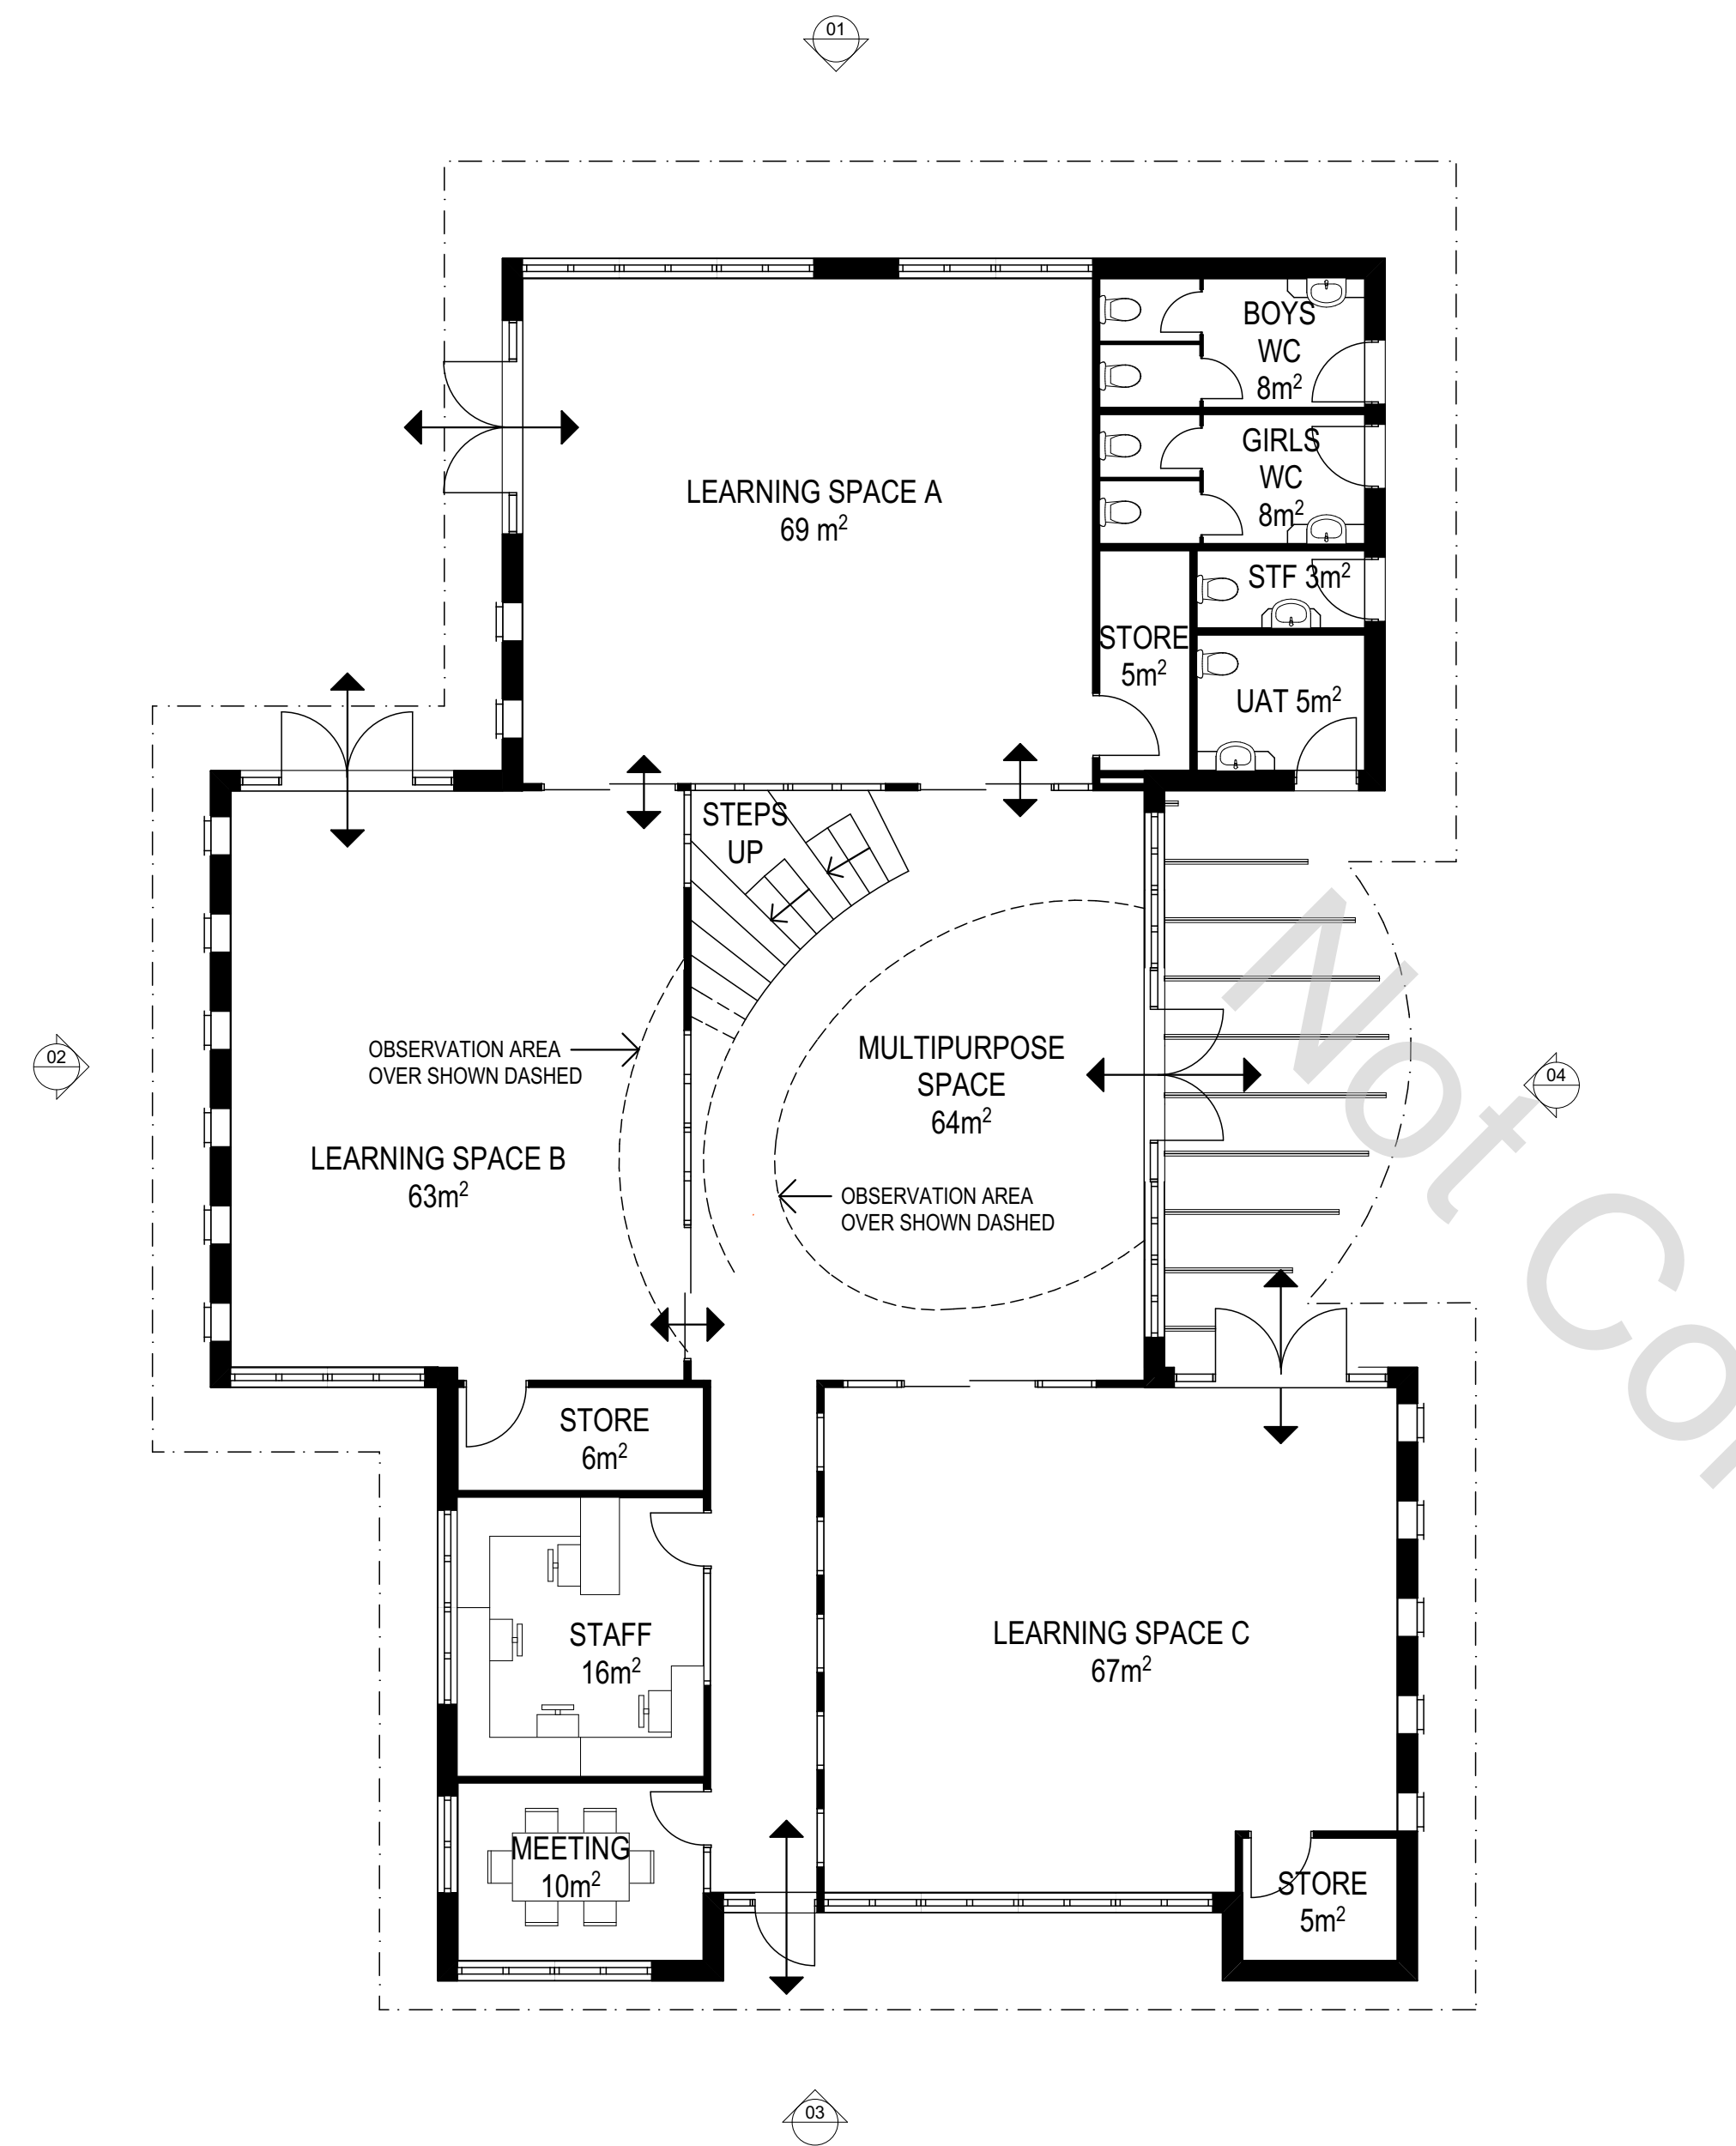 01
BOYS
WC
8m²
GIRLS
WC
8m²
LEARNING SPACE A
69 m²
STF 3m²
STORE
5m²
UAT 5m²
STEPS
UP
OBSERVATION AREA
OVER SHOWN DASHED
MULTIPURPOSE
SPACE
64m²
02
04
LEARNING SPACE B
63m²
OBSERVATION AREA
OVER SHOWN DASHED
STORE
6m²
STAFF
16m²
LEARNING SPACE C
67m²
MEETING
10m²
STORE
5m²
03
Not Co